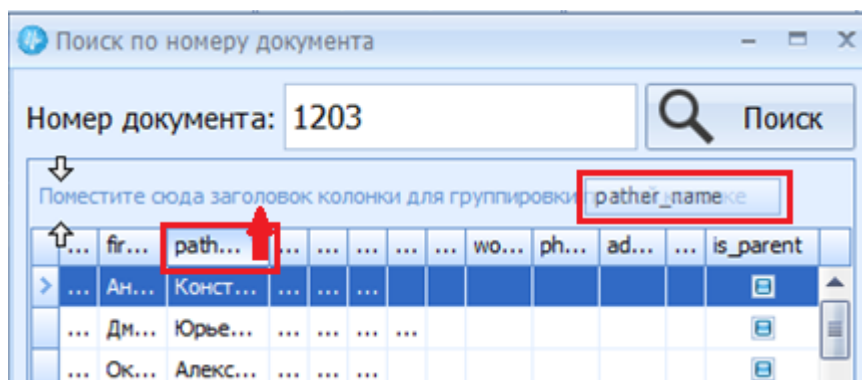 Поиск по номеру документа
Номер документа: 1203 Поиск
Поместите сюда заголовок колонки для группировки pather_name
... fir... path... ... ... ... ... ... wo... ph... ad... ... is_parent
... Ан... Конст... ... ... ...
... Дм... Юрье... ... ... ... ...
... Ок... Алекс... ... ... ...